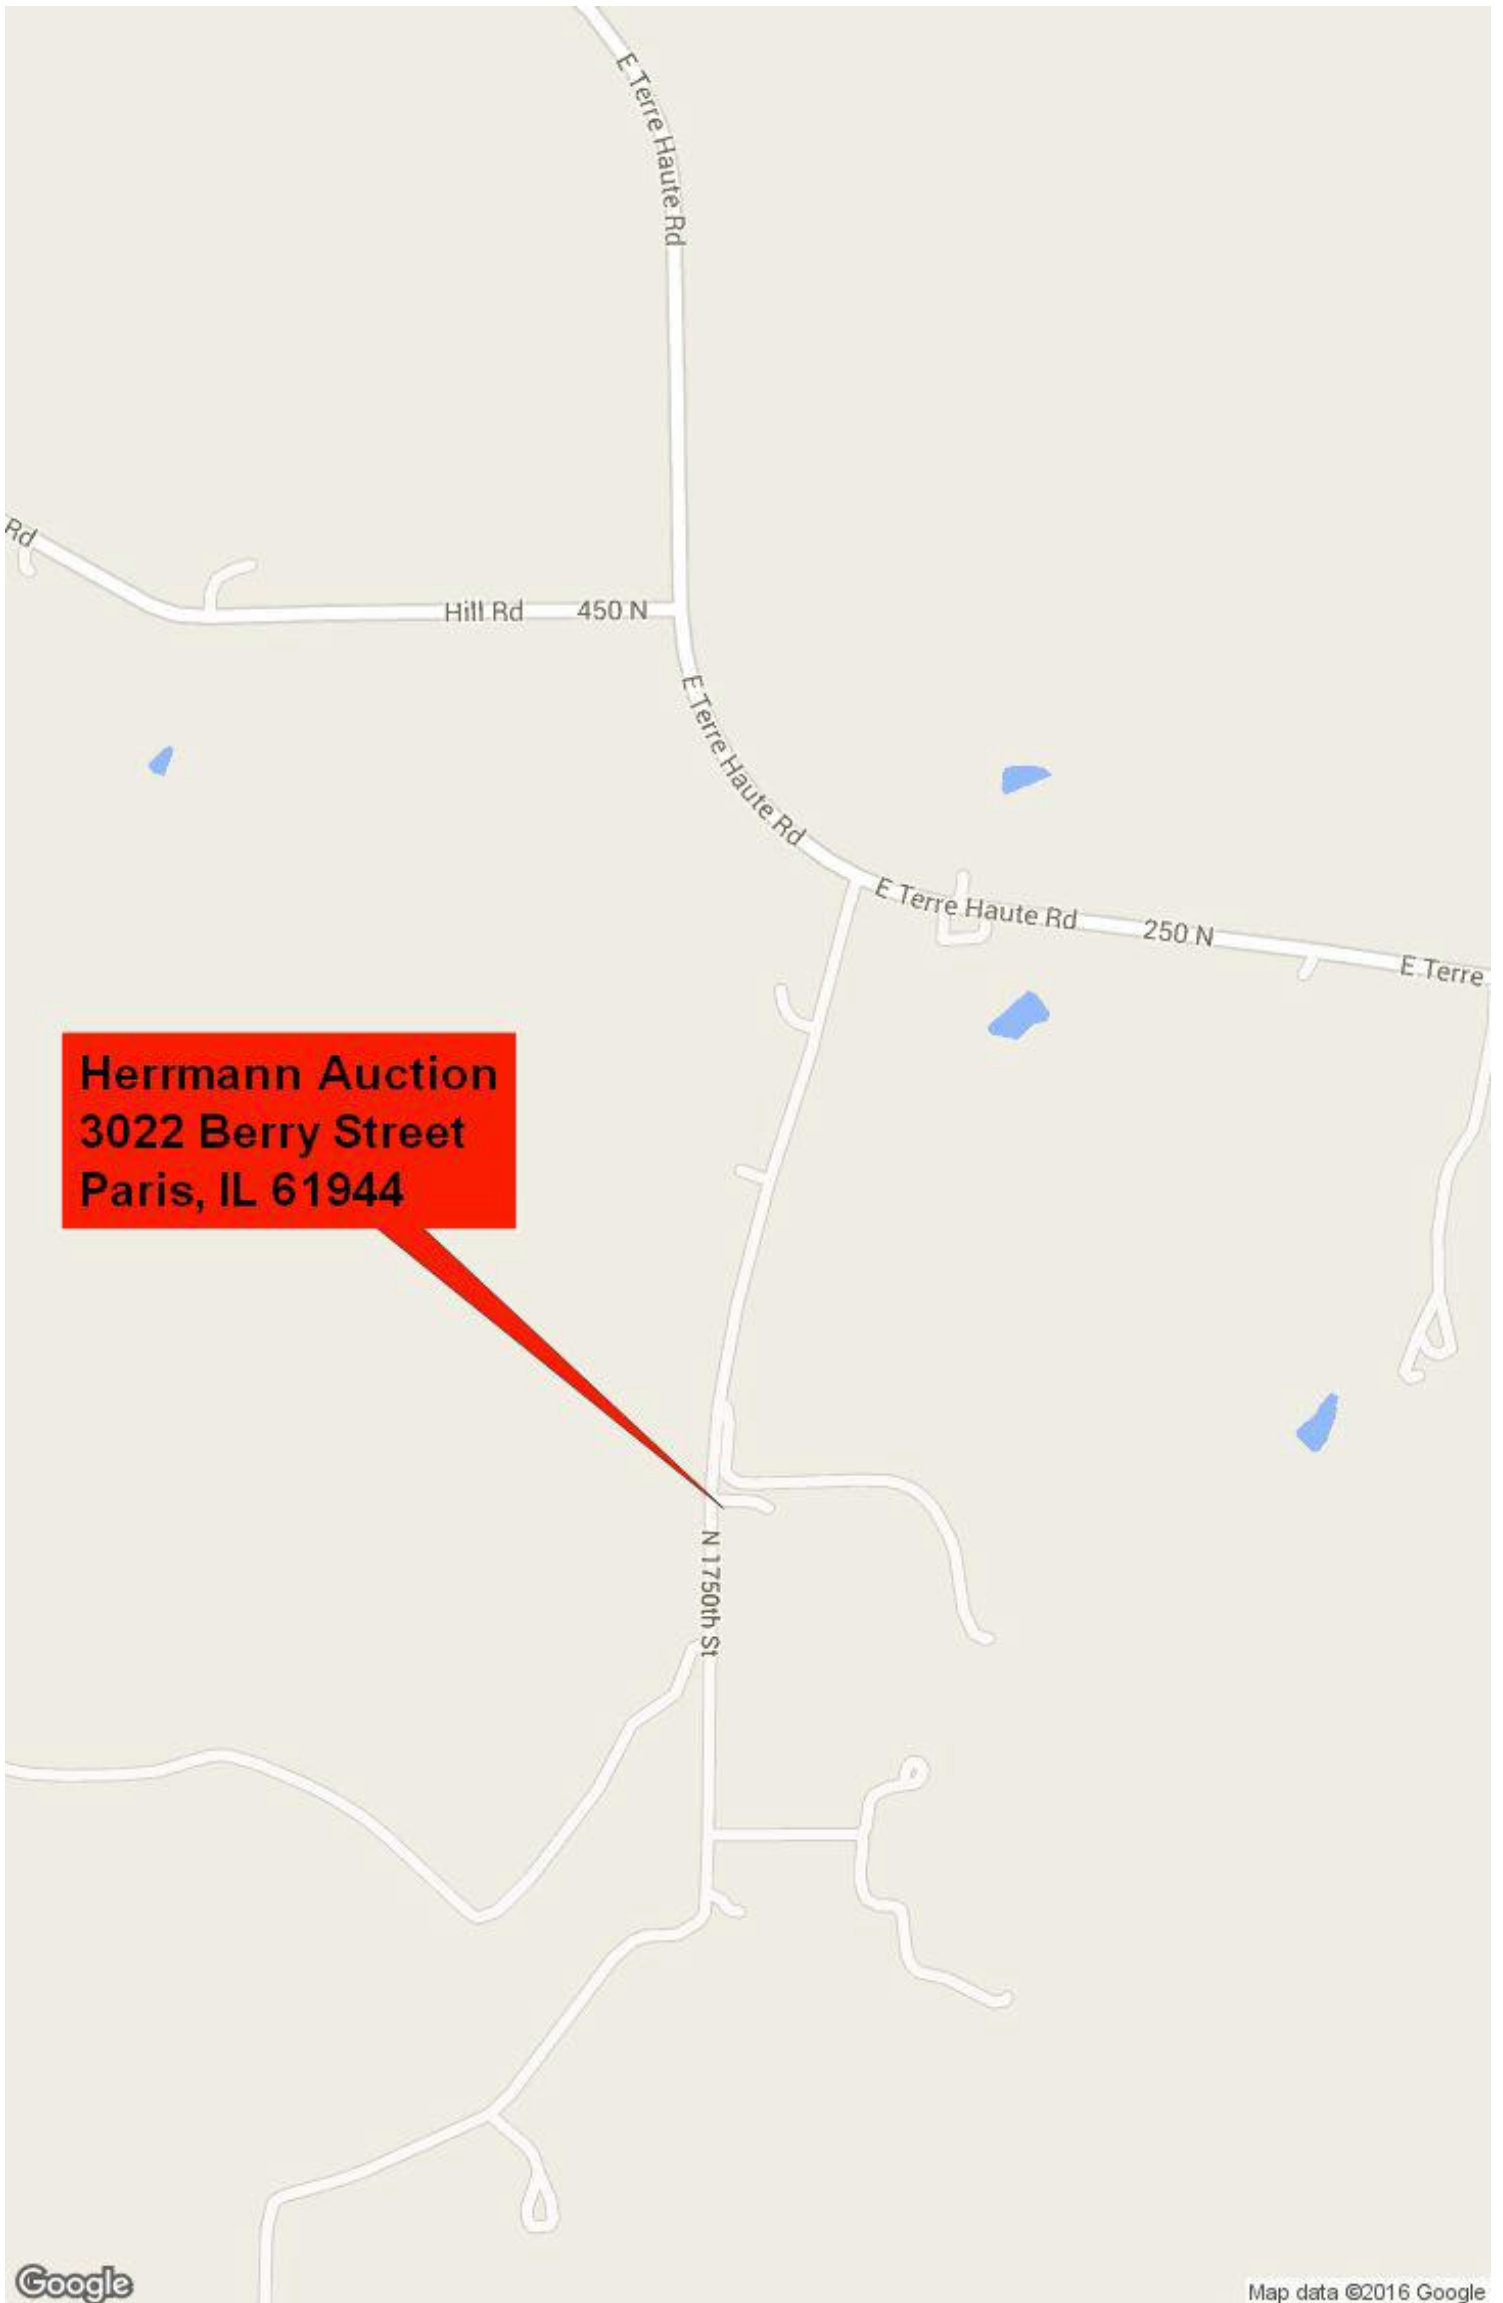 E Terre Haute Rd
Rd
Hill Rd
450 N
E Terre Haute Rd
E Terre Haute Rd
250 N
E Terre
Herrmann Auction
3022 Berry Street
Paris, IL 61944
N 1750th St
Google
Map data ©2016 Google